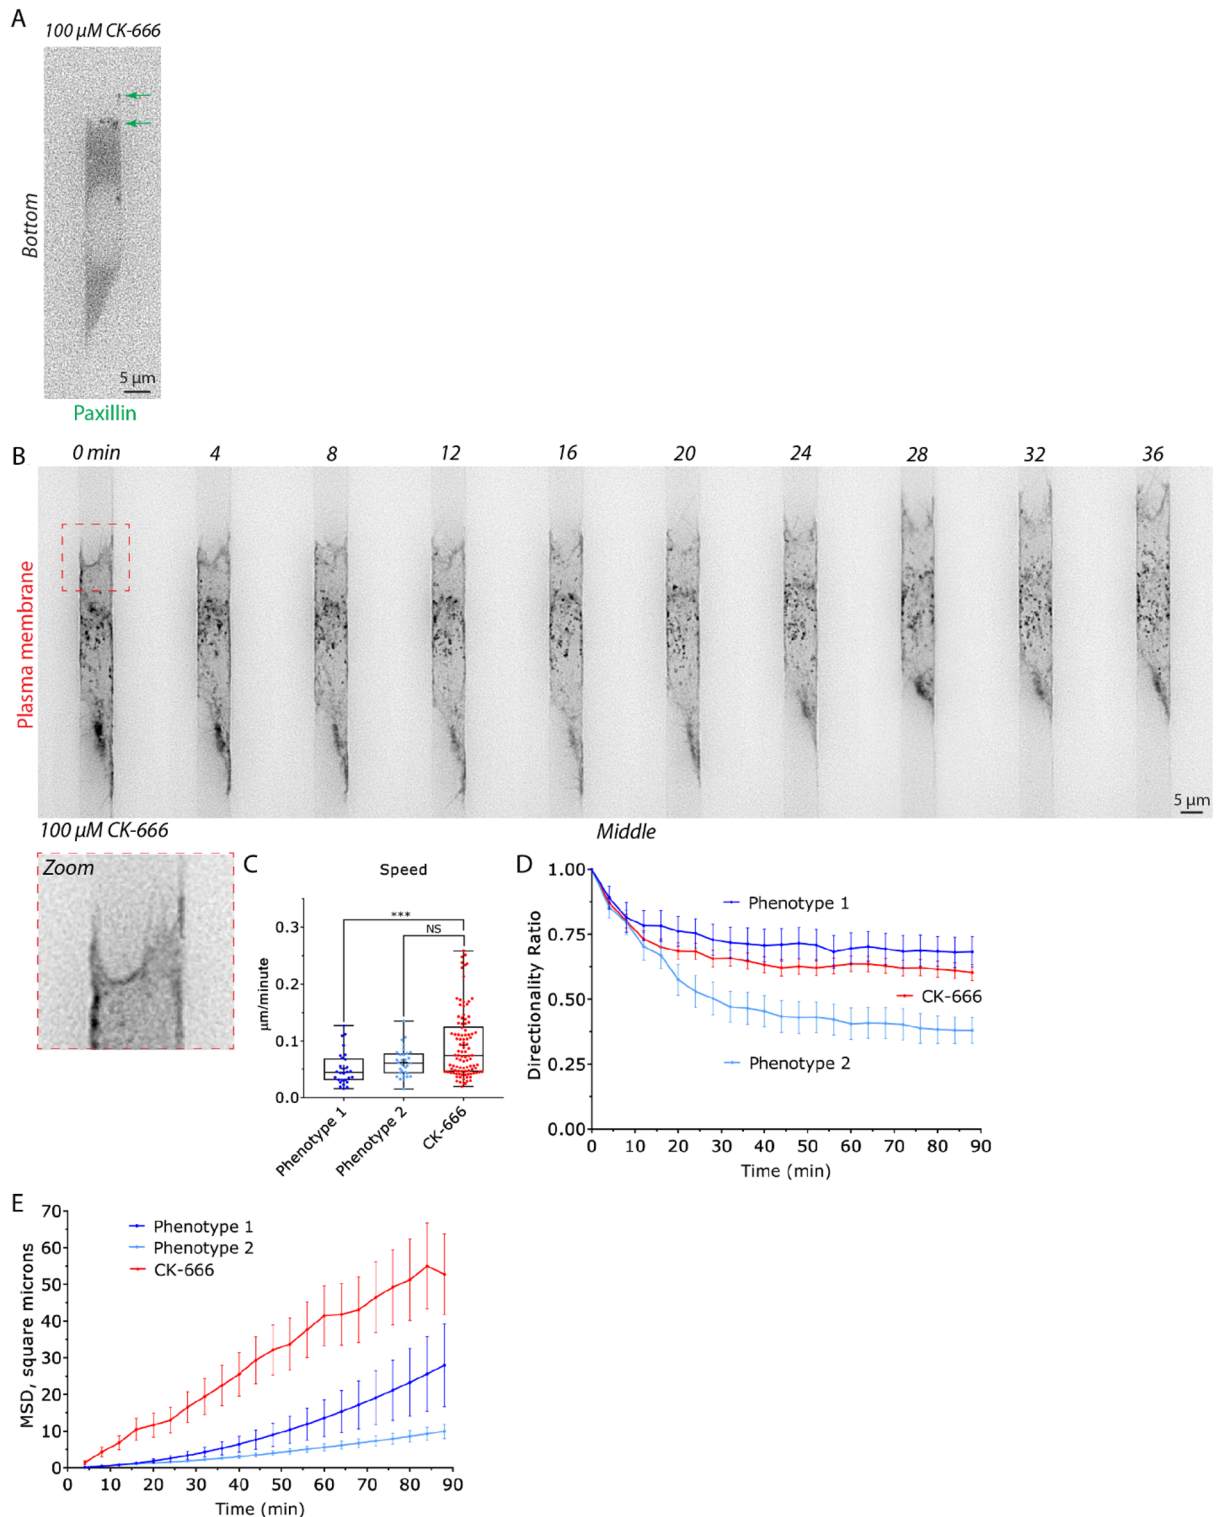 A
100 μM CK-666
Bottom
5 μm
Paxillin
B
0 min 4 8 12 16 20 24 28 32 36
Plasma membrane
5 μm
100 μM CK-666
Middle
Zoom
C
Speed
***
NS
μm/minute
0.3
0.2
0.1
0.0
Phenotype 1
Phenotype 2
CK-666
D
Directionality Ratio
1.00
0.75
0.50
0.25
0.00
Phenotype 1
CK-666
Phenotype 2
0 10 20 30 40 50 60 70 80 90
Time (min)
E
MSD, square microns
70
60
50
40
30
20
10
0
Phenotype 1
Phenotype 2
CK-666
0 10 20 30 40 50 60 70 80 90
Time (min)